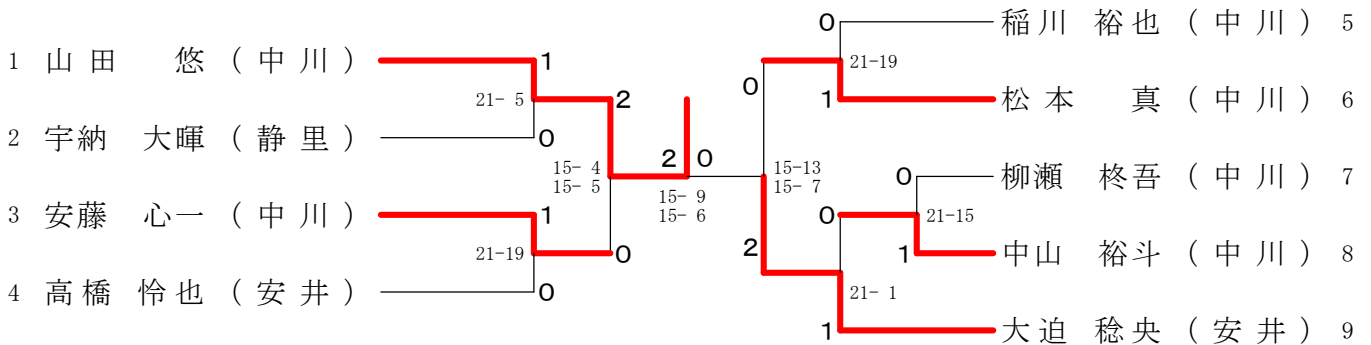 1 山田 悠 (中川)
1
21- 5
2
0
2 宇納 大暉 (静里)
15- 4
15- 5
3 安藤 心一 (中川)
1
21-19
0
0
4 高橋 怜也 (安井)
2 0
15- 9
15- 6
0
稲川 裕也 (中川) 5
21-19
0
1
松本 真 (中川) 6
15-13
15- 7
0
柳瀬 柊吾 (中川) 7
0
21-15
2
1
中山 裕斗 (中川) 8
21- 1
1
大迫 稔央 (安井) 9